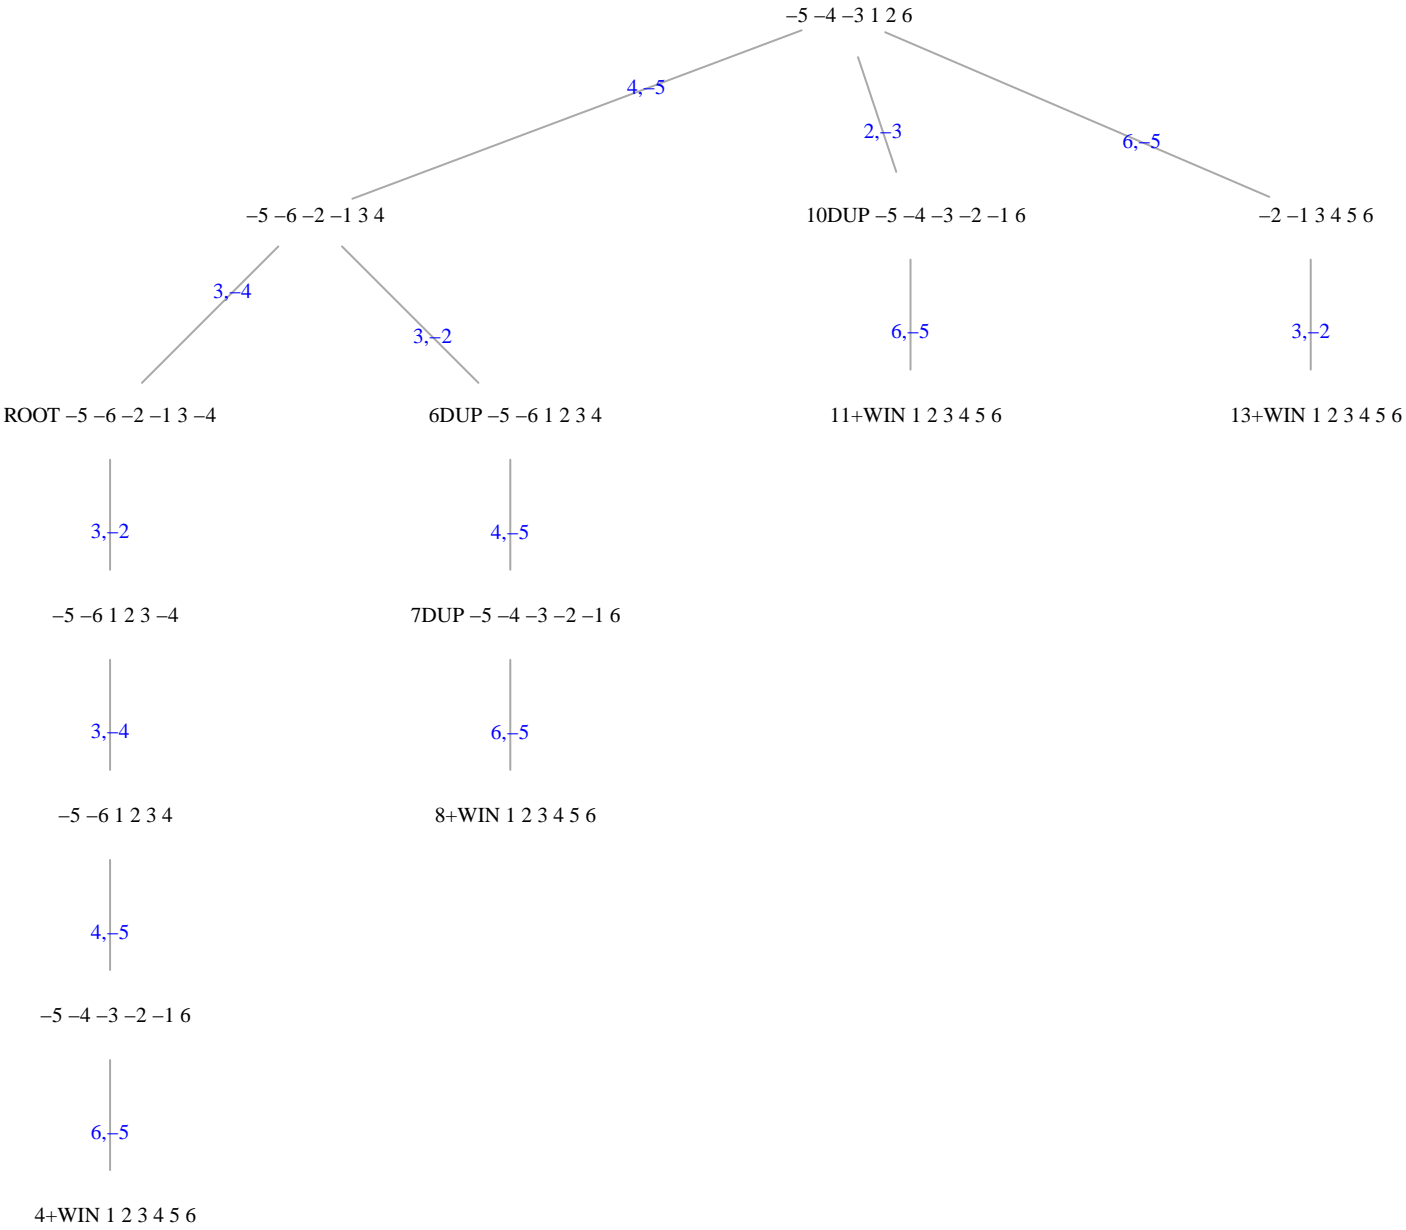 –5 –4 –3 1 2 6
4,–5
2,–3
6,–5
–5 –6 –2 –1 3 4
10DUP –5 –4 –3 –2 –1 6
–2 –1 3 4 5 6
3,–4
3,–2
6,–5
3,–2
ROOT –5 –6 –2 –1 3 –4
6DUP –5 –6 1 2 3 4
11+WIN 1 2 3 4 5 6
13+WIN 1 2 3 4 5 6
3,–2
4,–5
–5 –6 1 2 3 –4
7DUP –5 –4 –3 –2 –1 6
3,–4
6,–5
–5 –6 1 2 3 4
8+WIN 1 2 3 4 5 6
4,–5
–5 –4 –3 –2 –1 6
6,–5
4+WIN 1 2 3 4 5 6